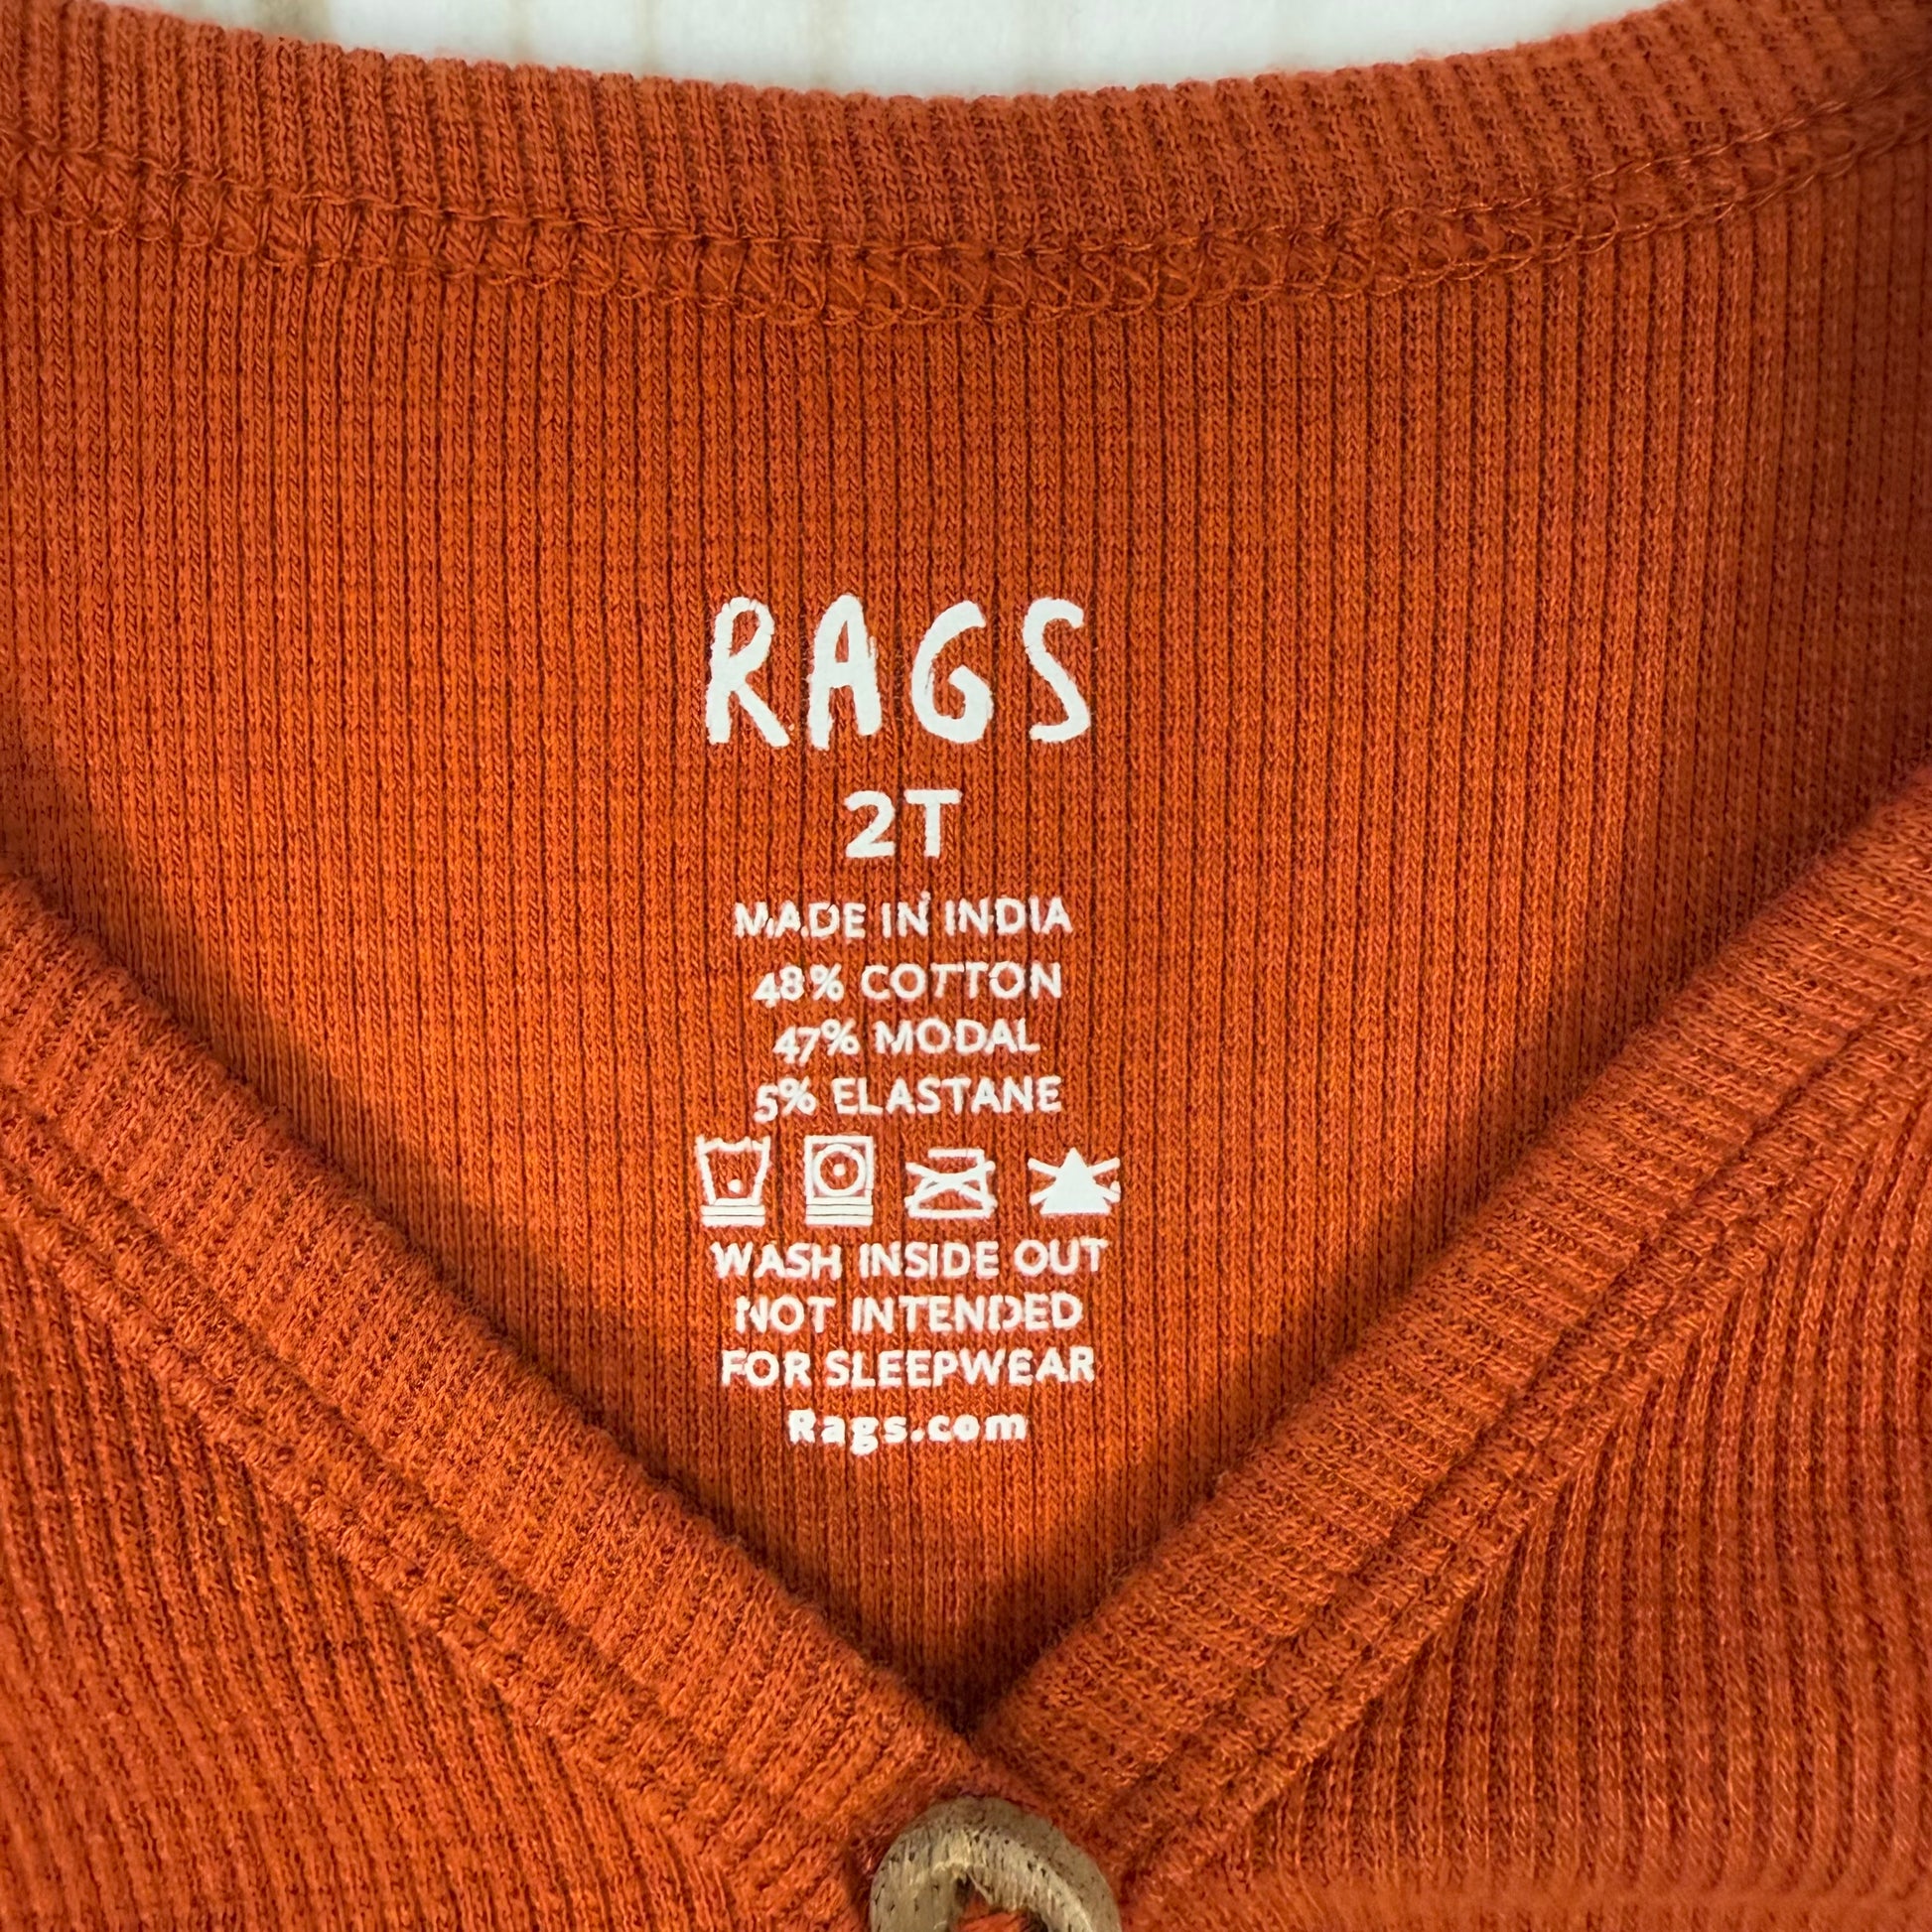 RAGS
2T
MADE IN INDIA
48% COTTON
47% MODAL
5% ELASTANE
WASH INSIDE OUT
NOT INTENDED
FOR SLEEPWEAR
Rags.com